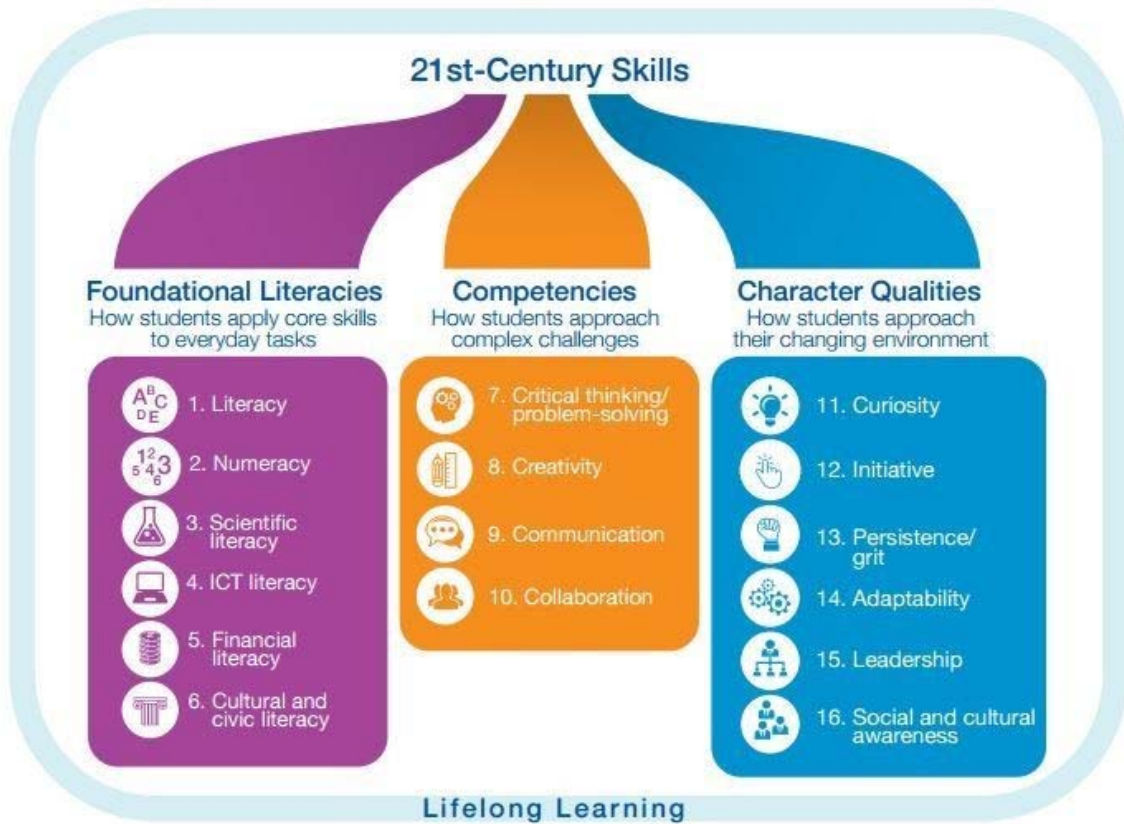 21st-Century Skills
Foundational Literacies
How students apply core skills
to everyday tasks
ABCDE
1. Literacy
123456
2. Numeracy
3. Scientific
literacy
4. ICT literacy
5. Financial
literacy
6. Cultural and
civic literacy
Competencies
How students approach
complex challenges
7. Critical thinking/
problem-solving
8. Creativity
9. Communication
10. Collaboration
Character Qualities
How students approach
their changing environment
11. Curiosity
12. Initiative
13. Persistence/
grit
14. Adaptability
15. Leadership
16. Social and cultural
awareness
Lifelong Learning